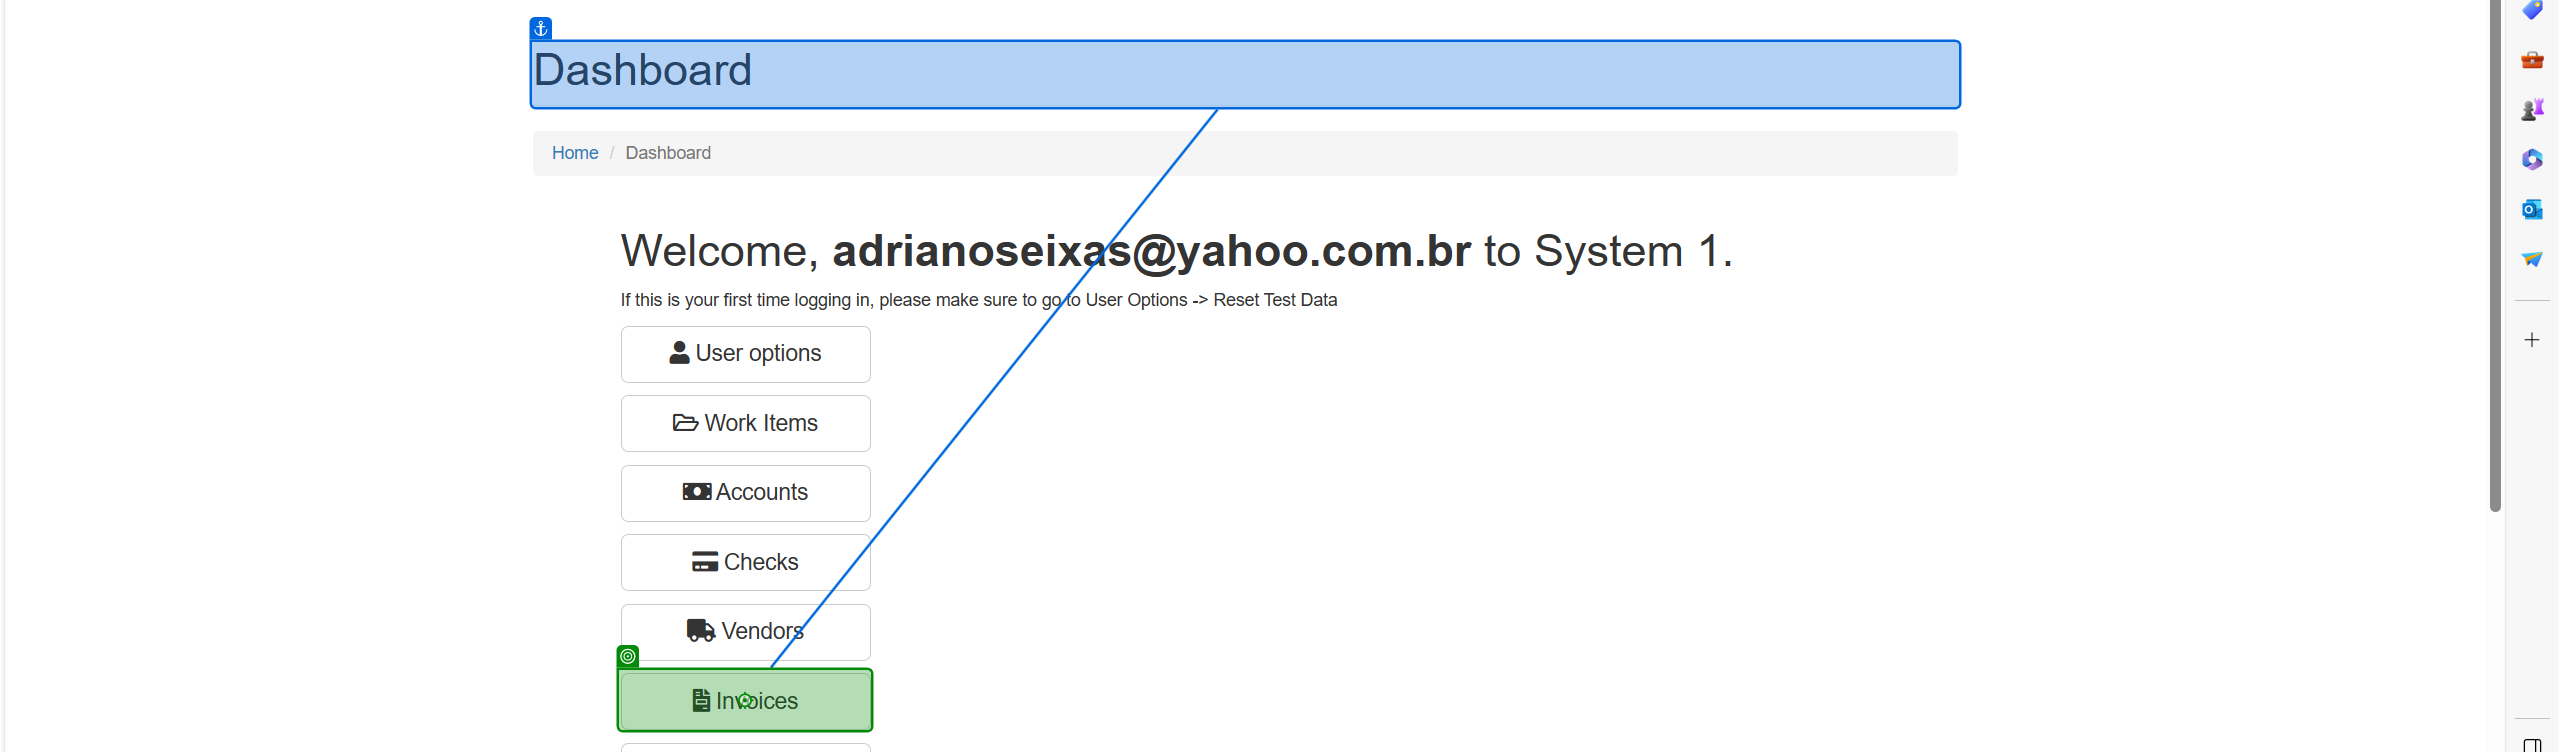 Dashboard
Home / Dashboard
Welcome, adrianoseixas@yahoo.com.br to System 1.
If this is your first time logging in, please make sure to go to User Options -> Reset Test Data
User options
Work Items
Accounts
Checks
Vendors
Invoices